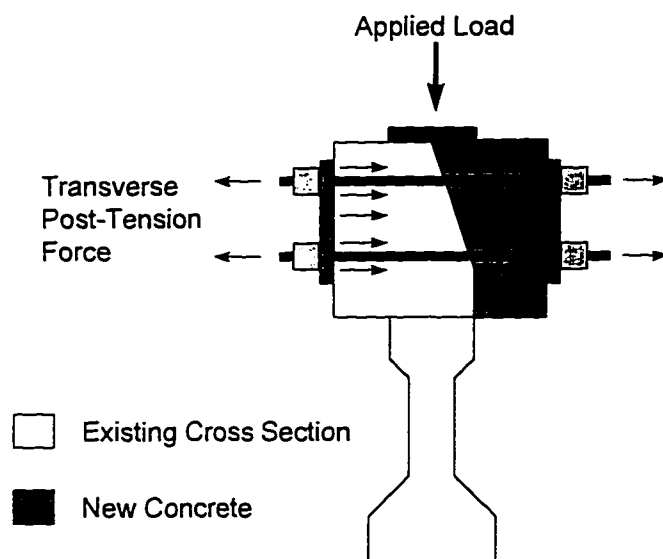 Applied Load
Transverse
Post-Tension
Force
Existing Cross Section
New Concrete